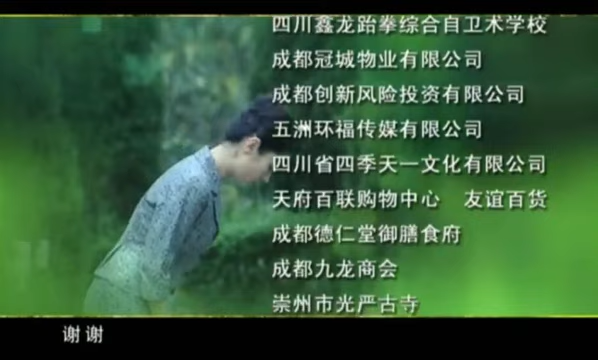 四川鑫龙跆拳综合自卫术学校
成都冠城物业有限公司
成都创新风险投资有限公司
五洲环福传媒有限公司
四川省四季天一文化有限公司
天府百联购物中心 友谊百货
成都德仁堂御膳食府
成都九龙商会
崇州市光严古寺
谢谢